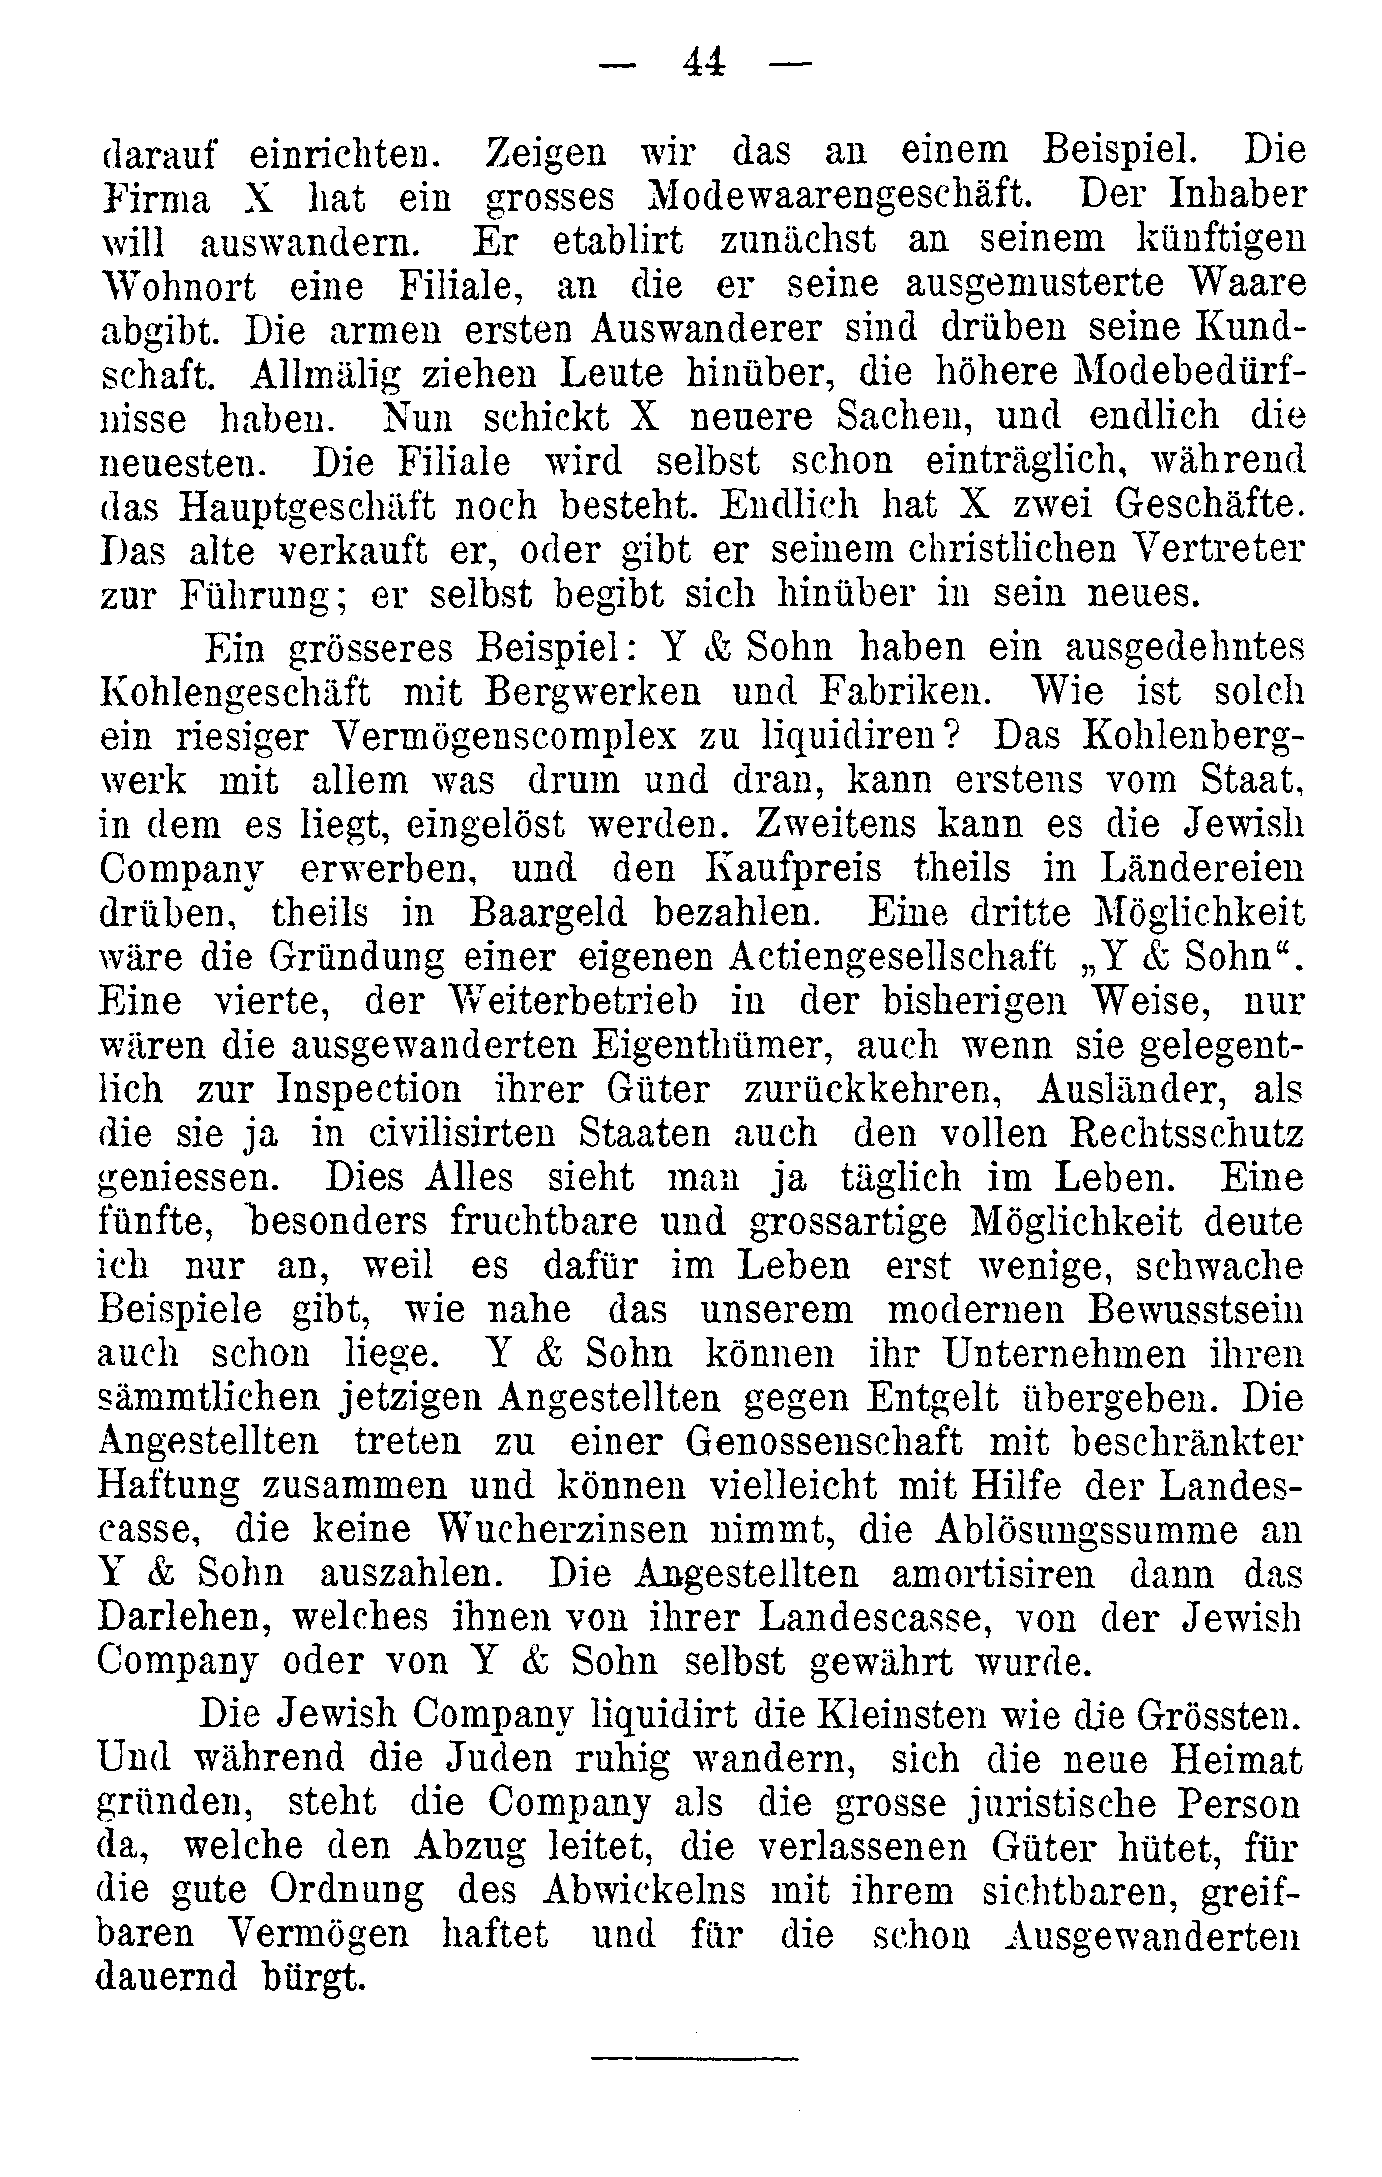 — 44 —
darauf einrichten. Zeigen wir das an einem Beispiel. Die
Firma X hat ein grosses Modewaarengeschäft. Der Inhaber
will auswandern. Er etablirt zunächst an seinem künftigen
Wohnort eine Filiale, an die er seine ausgemusterte Waare
abgibt. Die armen ersten Auswanderer sind drüben seine Kund-
schaft. Allmälig ziehen Leute hinüber, die höhere Modebedürf-
nisse haben. Nun schickt X neuere Sachen, und endlich die
neuesten. Die Filiale wird selbst schon einträglich, während
das Hauptgeschäft noch besteht. Endlich hat X zwei Geschäfte.
Das alte verkauft er, oder gibt er seinem christlichen Vertreter
zur Führung; er selbst begibt sich hinüber in sein neues.
Ein grösseres Beispiel: Y & Sohn haben ein ausgedehntes
Kohlengeschäft mit Bergwerken und Fabriken. Wie ist solch
ein riesiger Vermögenscomplex zu liquidiren? Das Kohlenberg-
werk mit allem was drum und dran, kann erstens vom Staat,
in dem es liegt, eingelöst werden. Zweitens kann es die Jewish
Company erwerben, und den Kaufpreis theils in Ländereien
drüben, theils in Baargeld bezahlen. Eine dritte Möglichkeit
wäre die Gründung einer eigenen Actiengesellschaft „Y & Sohn“.
Eine vierte, der Weiterbetrieb in der bisherigen Weise, nur
wären die ausgewanderten Eigenthümer, auch wenn sie gelegent-
lich zur Inspection ihrer Güter zurückkehren, Ausländer, als
die sie ja in civilisirten Staaten auch den vollen Rechtsschutz
geniessen. Dies Alles sieht man ja täglich im Leben. Eine
fünfte, besonders fruchtbare und grossartige Möglichkeit deute
ich nur an, weil es dafür im Leben erst wenige, schwache
Beispiele gibt, wie nahe das unserem modernen Bewusstsein
auch schon liege. Y & Sohn können ihr Unternehmen ihren
sämmtlichen jetzigen Angestellten gegen Entgelt übergeben. Die
Angestellten treten zu einer Genossenschaft mit beschränkter
Haftung zusammen und können vielleicht mit Hilfe der Landes-
casse, die keine Wucherzinsen nimmt, die Ablösungssumme an
Y & Sohn auszahlen. Die Angestellten amortisiren dann das
Darlehen, welches ihnen von ihrer Landescasse, von der Jewish
Company oder von Y & Sohn selbst gewährt wurde.
Die Jewish Company liquidirt die Kleinsten wie die Grössten.
Und während die Juden ruhig wandern, sich die neue Heimat
gründen, steht die Company als die grosse juristische Person
da, welche den Abzug leitet, die verlassenen Güter hütet, für
die gute Ordnung des Abwickelns mit ihrem sichtbaren, greif-
baren Vermögen haftet und für die schon Ausgewanderten
dauernd bürgt.